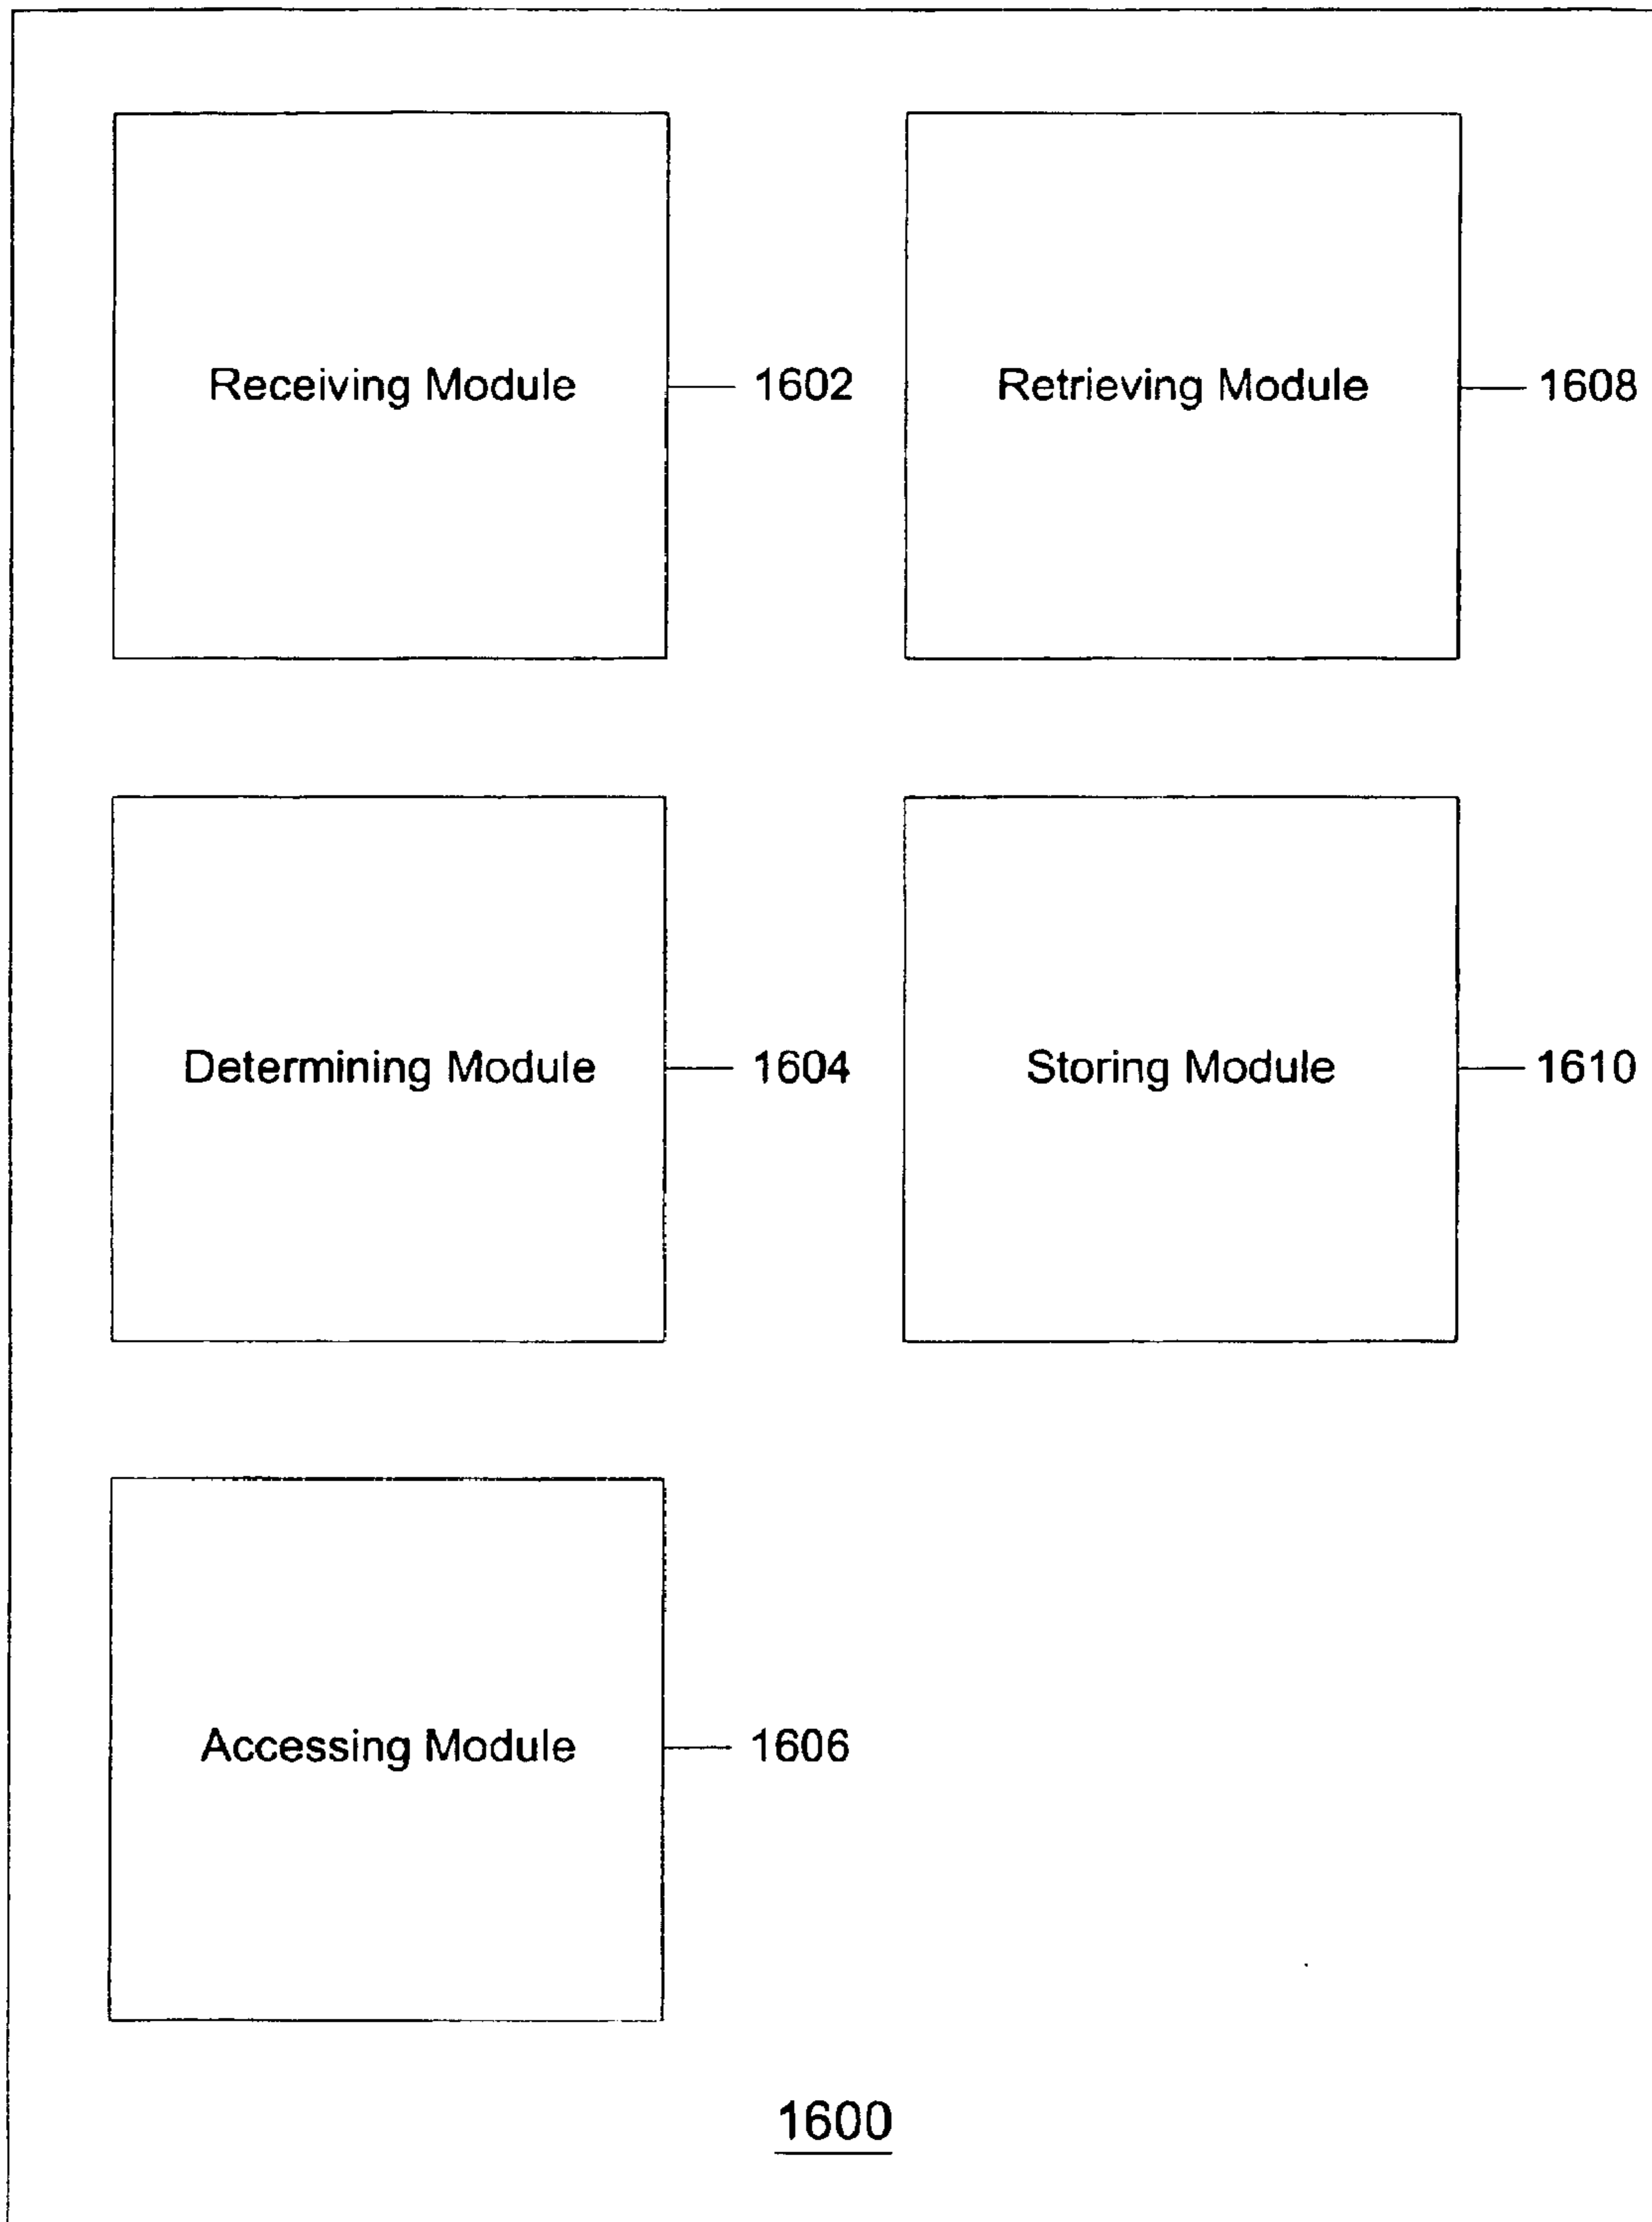 Receiving Module 1602
Retrieving Module 1608
Determining Module 1604
Storing Module 1610
Accessing Module 1606
1600